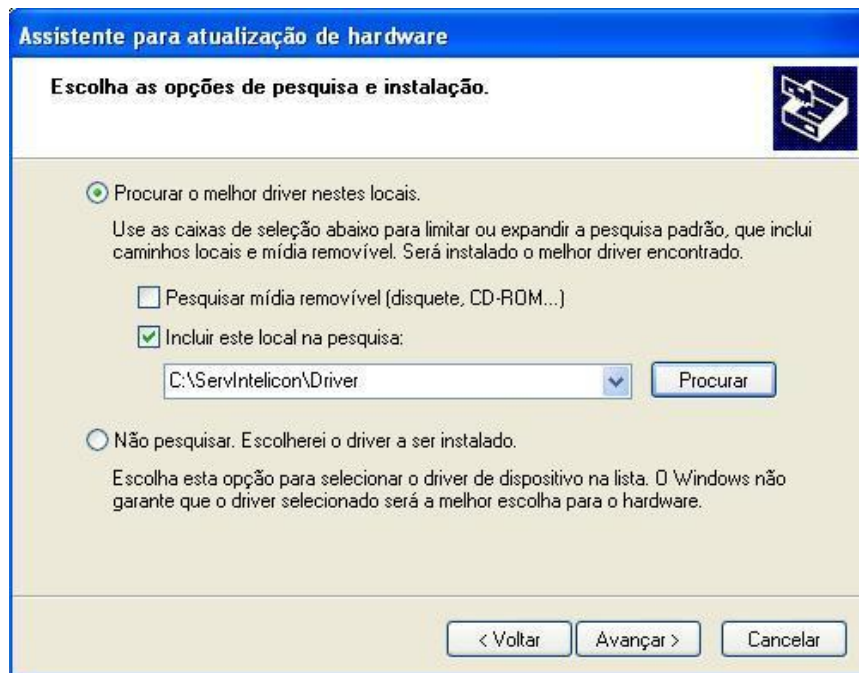 Assistente para atualização de hardware
Escolha as opções de pesquisa e instalação.
Procurar o melhor driver nestes locais.
Use as caixas de seleção abaixo para limitar ou expandir a pesquisa padrão, que inclui
caminhos locais e mídia removível. Será instalado o melhor driver encontrado.
Pesquisar mídia removível (disquete, CD-ROM...)
Incluir este local na pesquisa:
C:\ServIntelicon\Driver
Procurar
Não pesquisar. Escolherei o driver a ser instalado.
Escolha esta opção para selecionar o driver de dispositivo na lista. O Windows não
garante que o driver selecionado será a melhor escolha para o hardware.
< Voltar
Avançar >
Cancelar